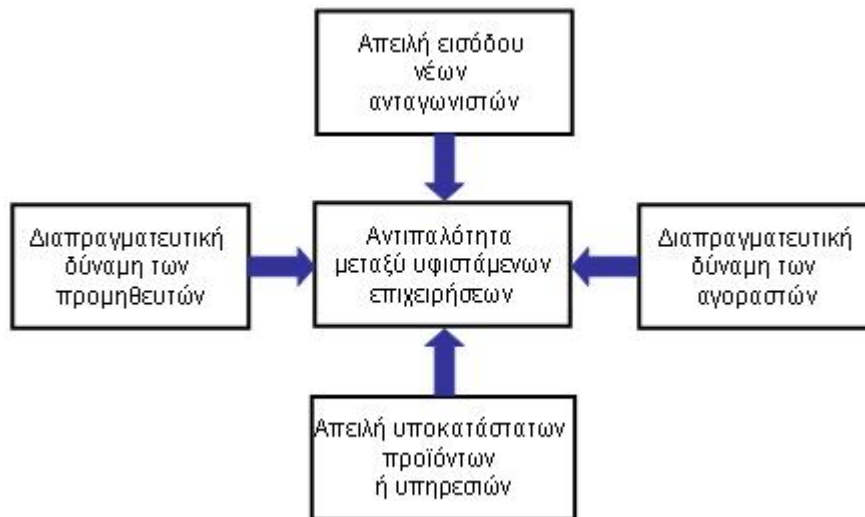 Απειλή εισόδου
νέων
ανταγωνιστών
Διαπραγματευτική
δύναμη των
προμηθευτών
Αντιπαλότητα
μεταξύ υφιστάμενων
επιχειρήσεων
Διαπραγματευτική
δύναμη των
αγοραστών
Απειλή υποκατάστατων
προϊόντων
ή υπηρεσιών